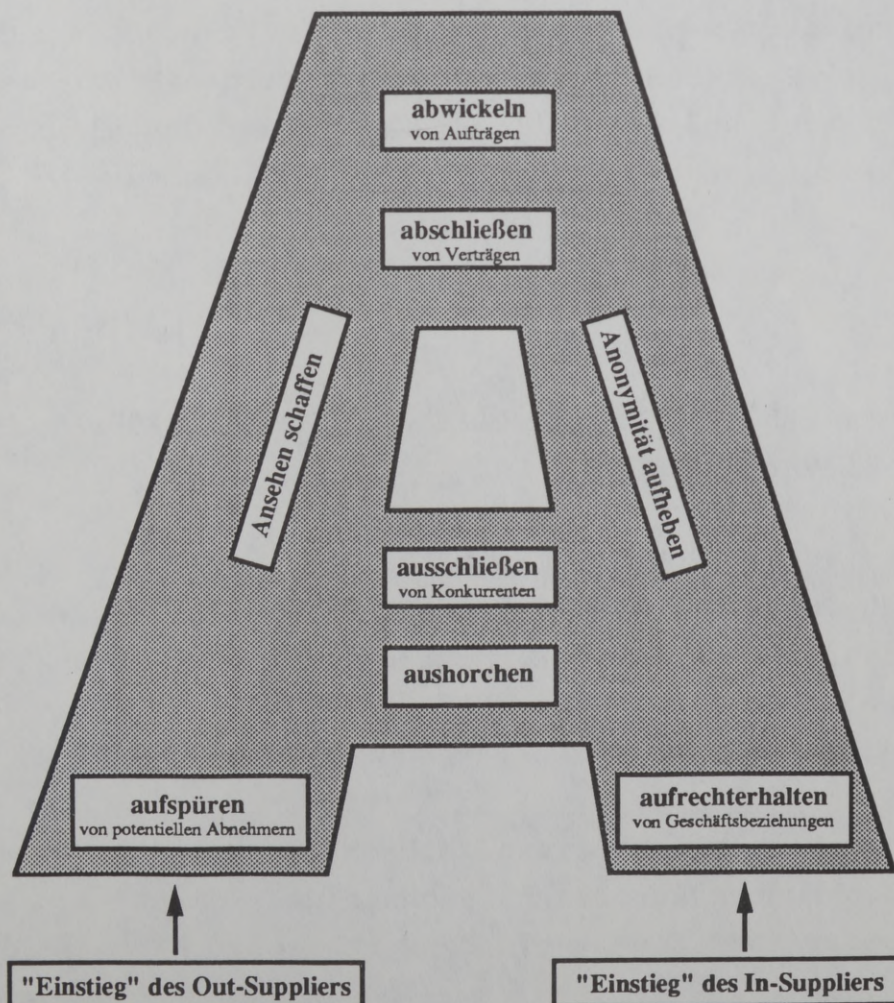 abwickeln
von Aufträgen
abschließen
von Verträgen
Ansehen schaffen
Anonymität aufheben
ausschließen
von Konkurrenten
aushorchen
aufspüren
von potentiellen Abnehmern
aufrechterhalten
von Geschäftsbeziehungen
"Einstieg" des Out-Suppliers
"Einstieg" des In-Suppliers